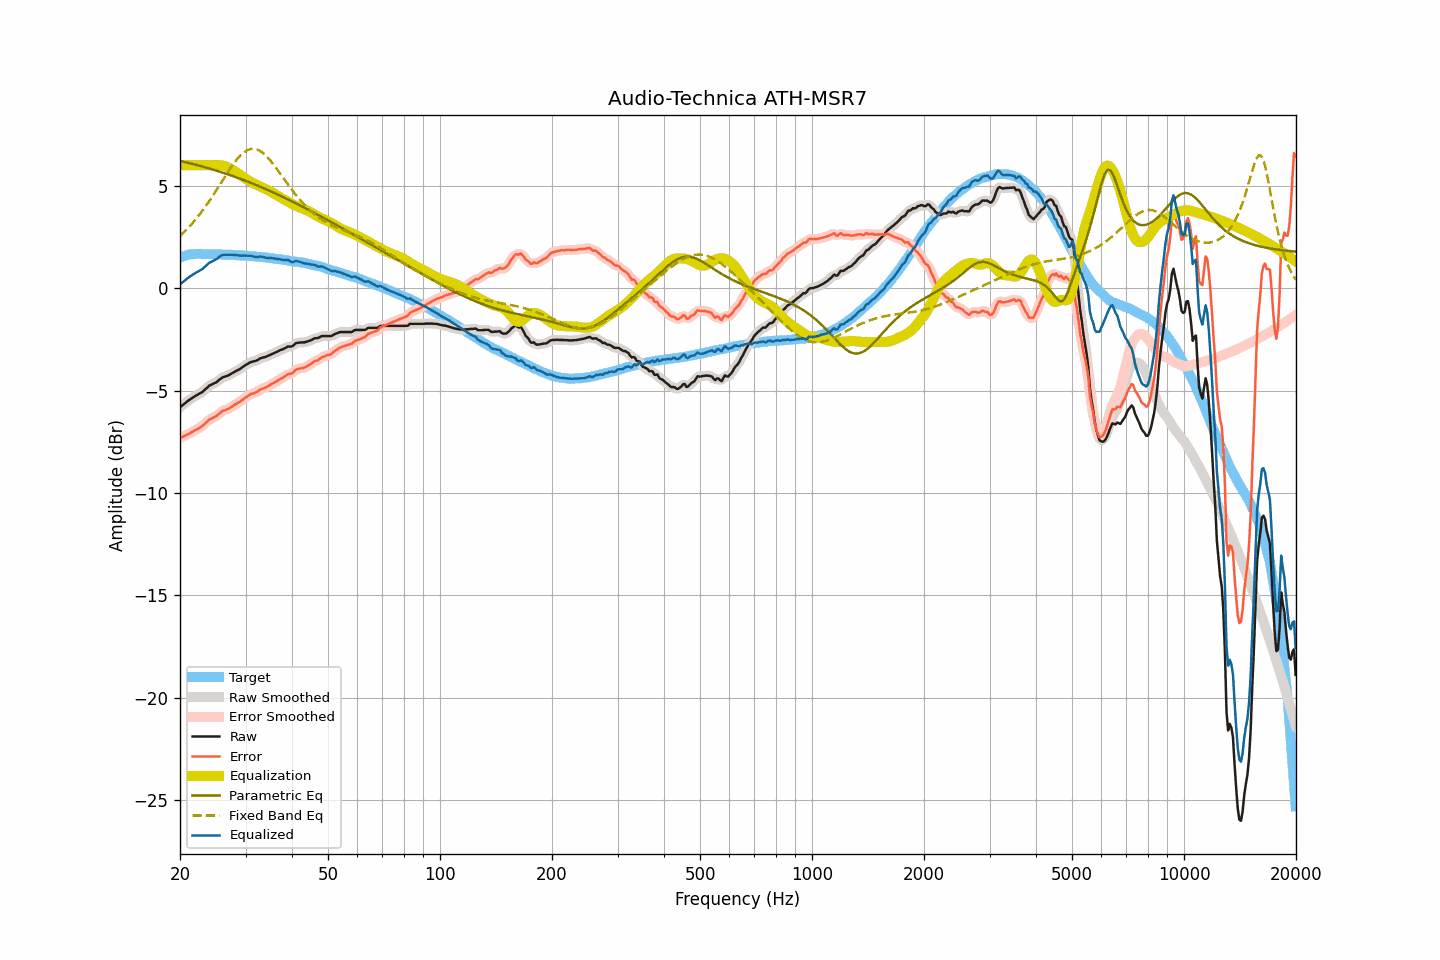 Audio-Technica ATH-MSR7
Amplitude (dBr)
5
0
−5
−10
−15
−20
−25
Target
Raw Smoothed
Error Smoothed
Raw
Error
Equalization
Parametric Eq
Fixed Band Eq
Equalized
20 50 100 200 500 1000 2000 5000 10000 20000
Frequency (Hz)